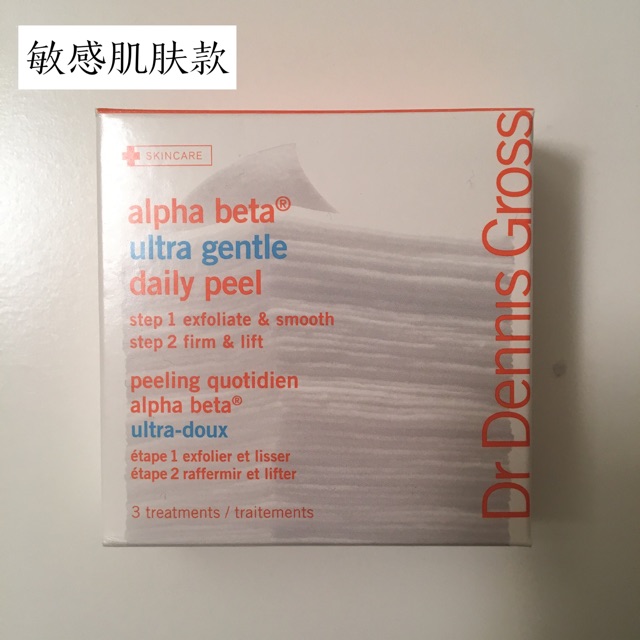 敏感肌肤款
SKINCARE
alpha beta®
ultra gentle
daily peel
step 1 exfoliate & smooth
step 2 firm & lift
peeling quotidien
alpha beta®
ultra-doux
étape 1 exfolier et lisser
étape 2 raffermir et lifter
3 treatments / traitements
Dr Dennis Gross